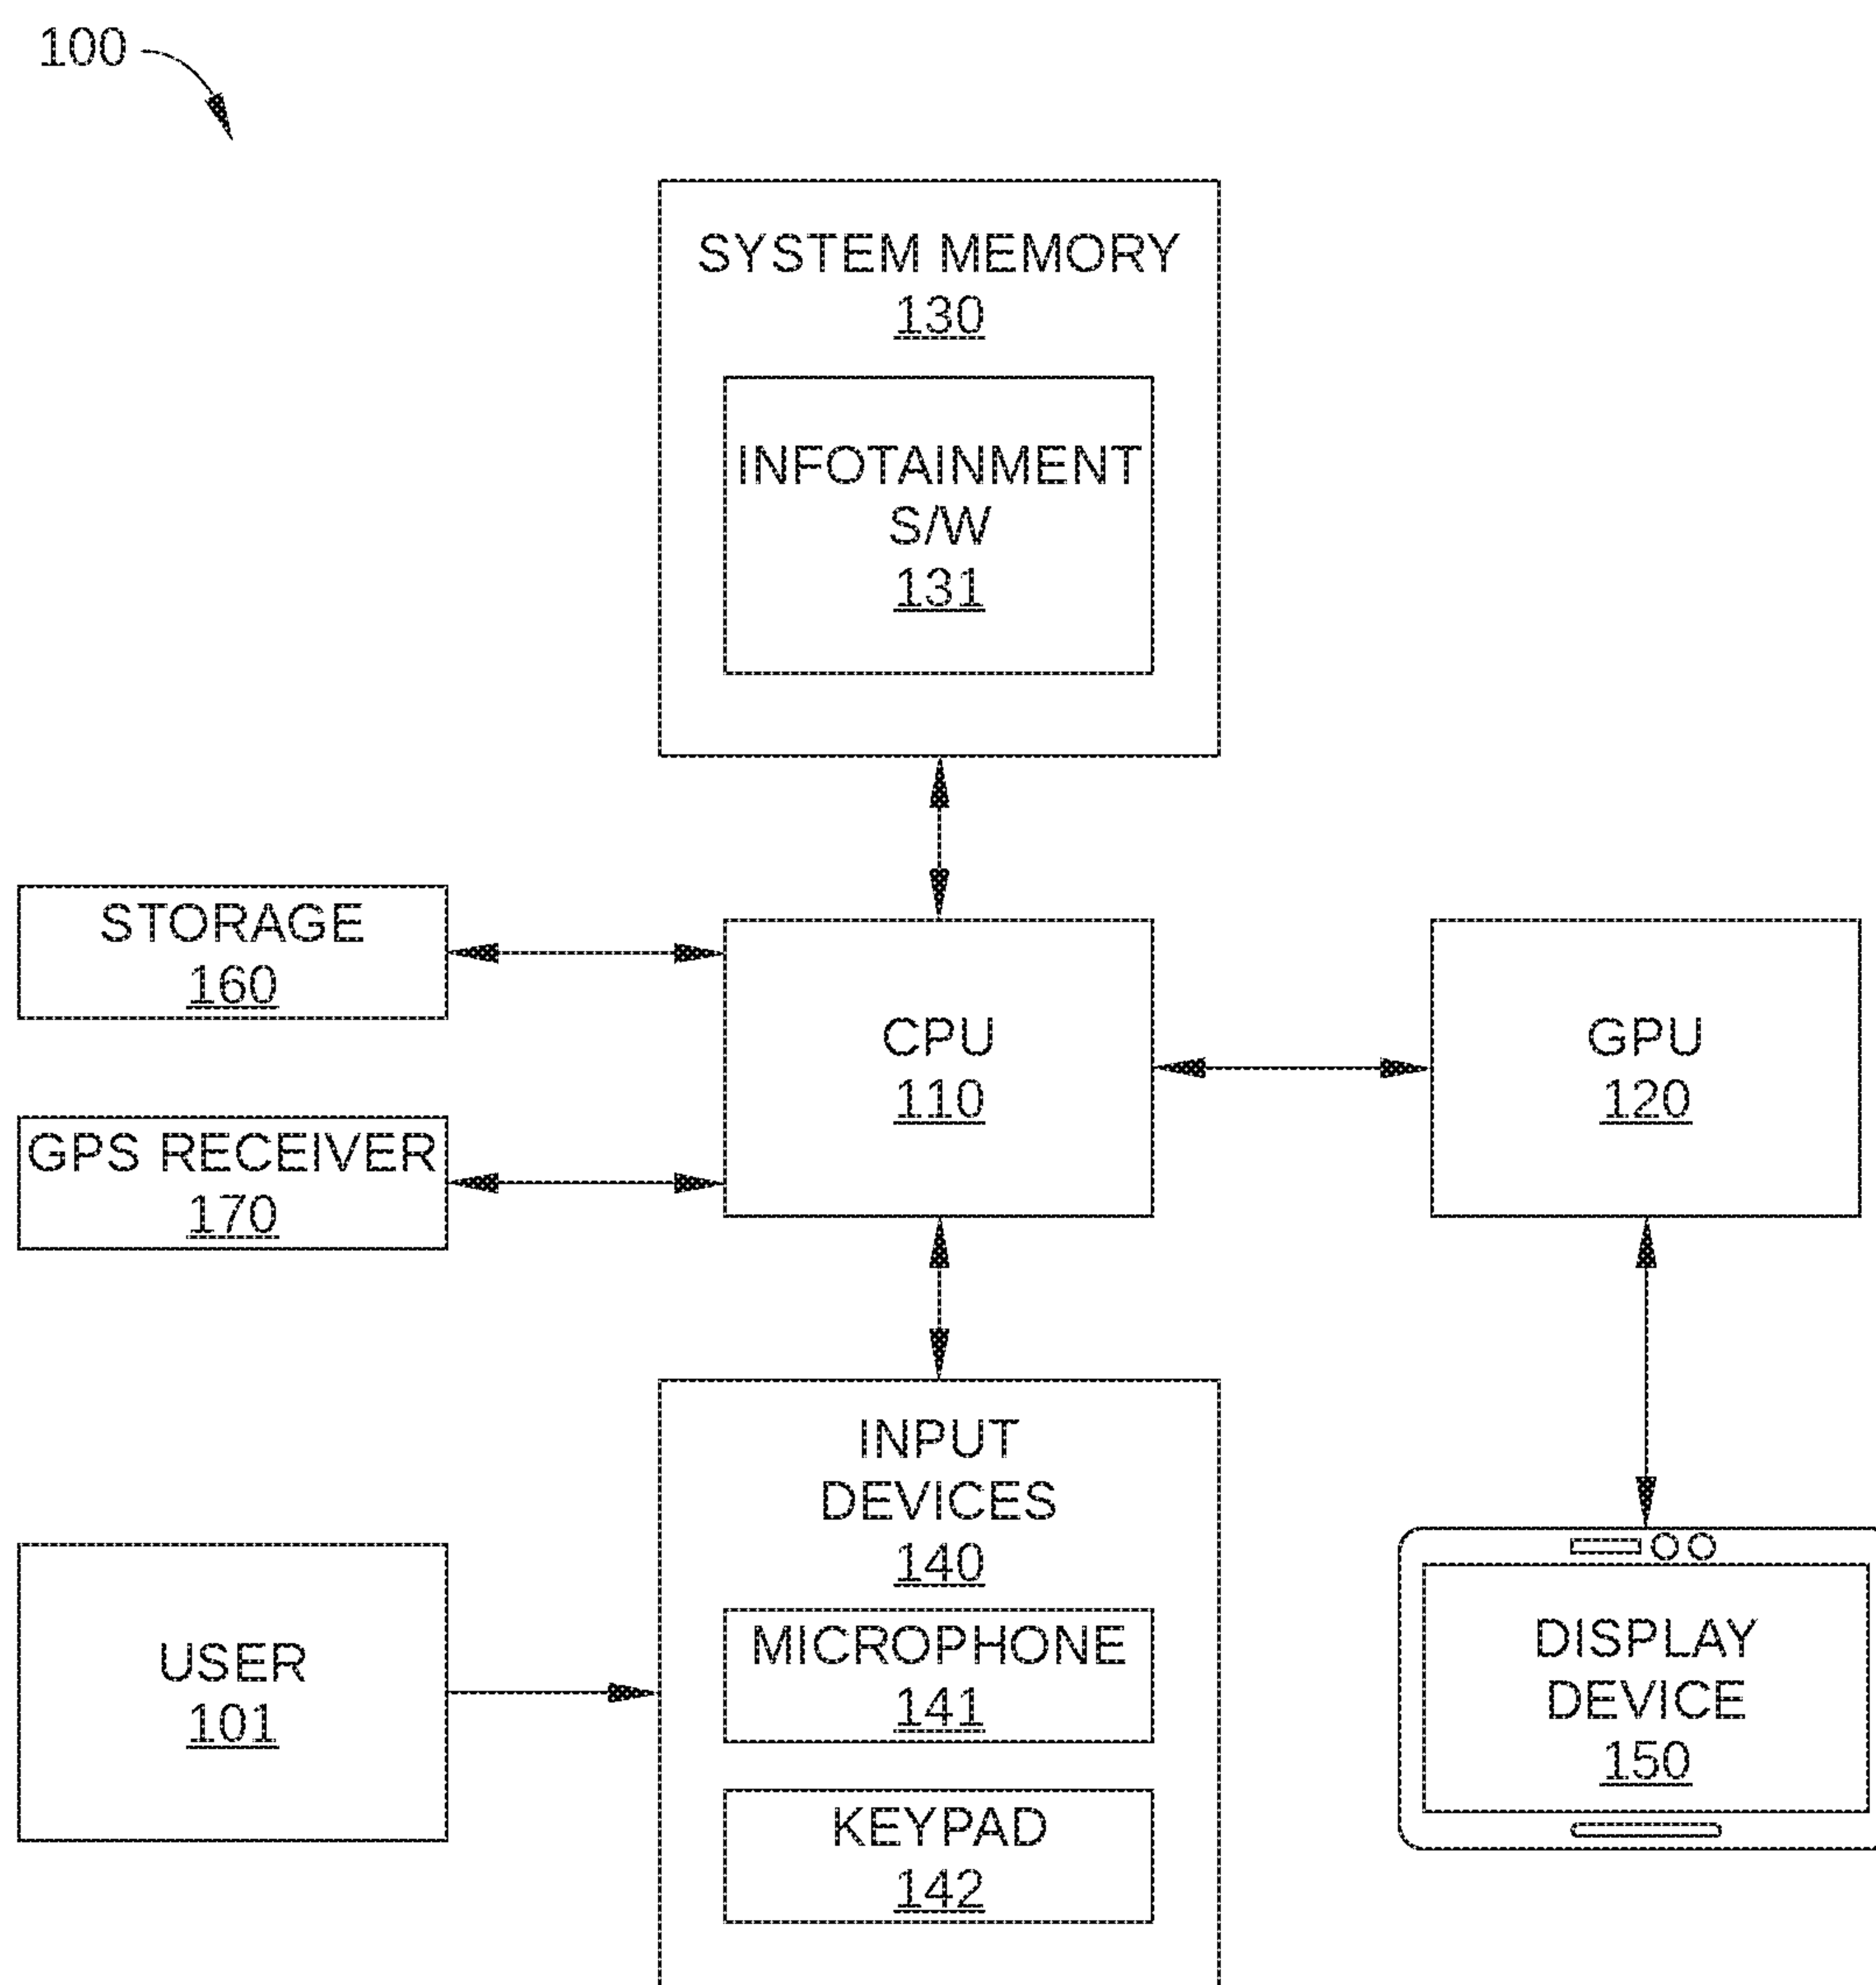 100
SYSTEM MEMORY
130
INFOTAINMENT
S/W
131
STORAGE
160
CPU
110
GPU
120
GPS RECEIVER
170
INPUT
DEVICES
140
MICROPHONE
141
KEYPAD
142
USER
101
DISPLAY
DEVICE
150